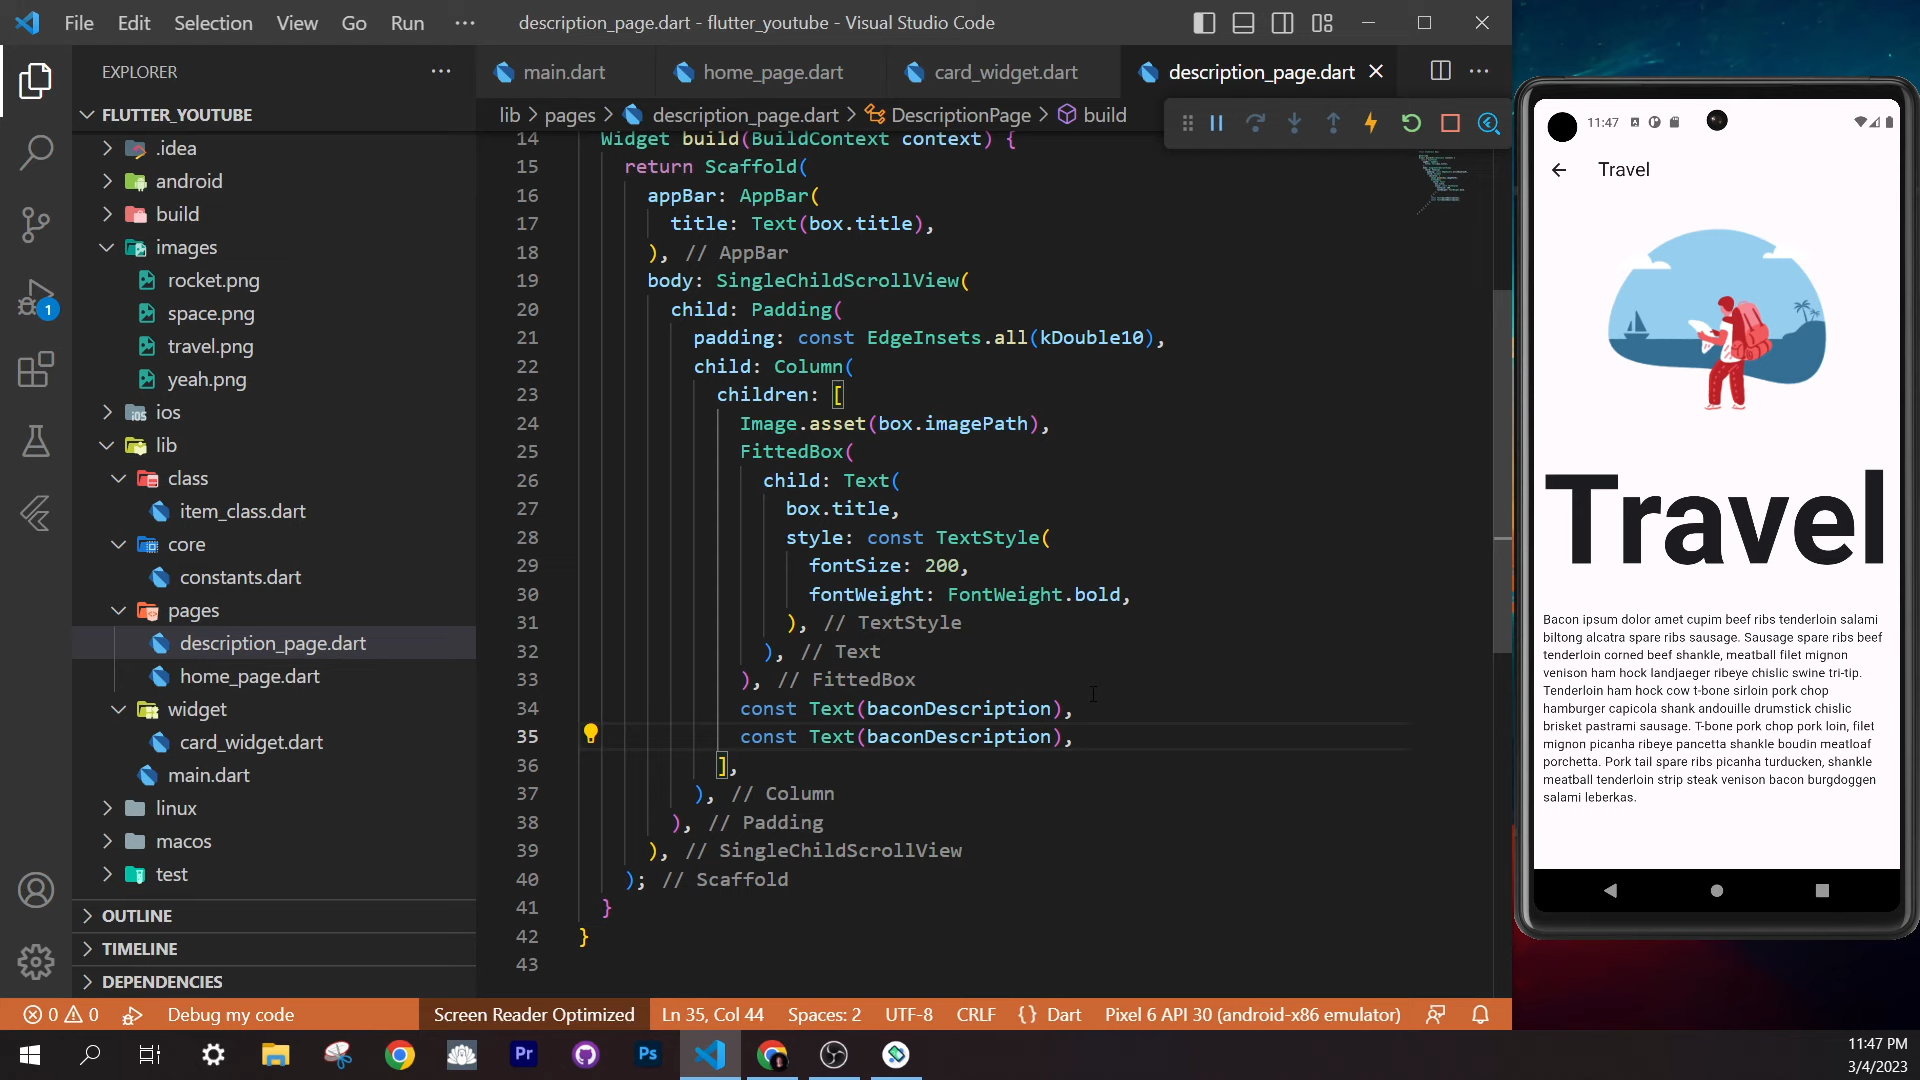 File Edit Selection View Go Run ··· description_page.dart - flutter_youtube - Visual Studio Code
EXPLORER ···
main.dart home_page.dart card_widget.dart description_page.dart ···
FLUTTER_YOUTUBE
lib > pages > description_page.dart > DescriptionPage > build
.idea
android
build
images
rocket.png
space.png
travel.png
yeah.png
ios
lib
class
item_class.dart
core
constants.dart
pages
description_page.dart
home_page.dart
widget
card_widget.dart
main.dart
linux
macos
test
OUTLINE
TIMELINE
DEPENDENCIES
1
14 Widget build(BuildContext context) {
15 return Scaffold(
16 appBar: AppBar(
17 title: Text(box.title),
18 ), // AppBar
19 body: SingleChildScrollView(
20 child: Padding(
21 padding: const EdgeInsets.all(kDouble10),
22 child: Column(
23 children: [
24 Image.asset(box.imagePath),
25 FittedBox(
26 child: Text(
27 box.title,
28 style: const TextStyle(
29 fontSize: 200,
30 fontWeight: FontWeight.bold,
31 ), // TextStyle
32 ), // Text
33 ), // FittedBox
34 const Text(baconDescription),
35 const Text(baconDescription),
36 ],
37 ), // Column
38 ), // Padding
39 ), // SingleChildScrollView
40 ); // Scaffold
41 }
42 }
43
11:47
Travel
Travel
Bacon ipsum dolor amet cupim beef ribs tenderloin salami
biltong alcatra spare ribs sausage. Sausage spare ribs beef
tenderloin corned beef shankle, meatball filet mignon
venison ham hock landjaeger ribeye chislic swine tri-tip.
Tenderloin ham hock cow t-bone sirloin pork chop
hamburger capicola shank andouille drumstick chislic
brisket pastrami sausage. T-bone pork chop pork loin, filet
mignon picanha ribeye pancetta shankle boudin meatloaf
porchetta. Pork tail spare ribs picanha turducken, shankle
meatball tenderloin strip steak venison bacon burgdoggen
salami leberkas.
0 0 Debug my code Screen Reader Optimized Ln 35, Col 44 Spaces: 2 UTF-8 CRLF {} Dart Pixel 6 API 30 (android-x86 emulator)
Pr Ps
11:47 PM
3/4/2023